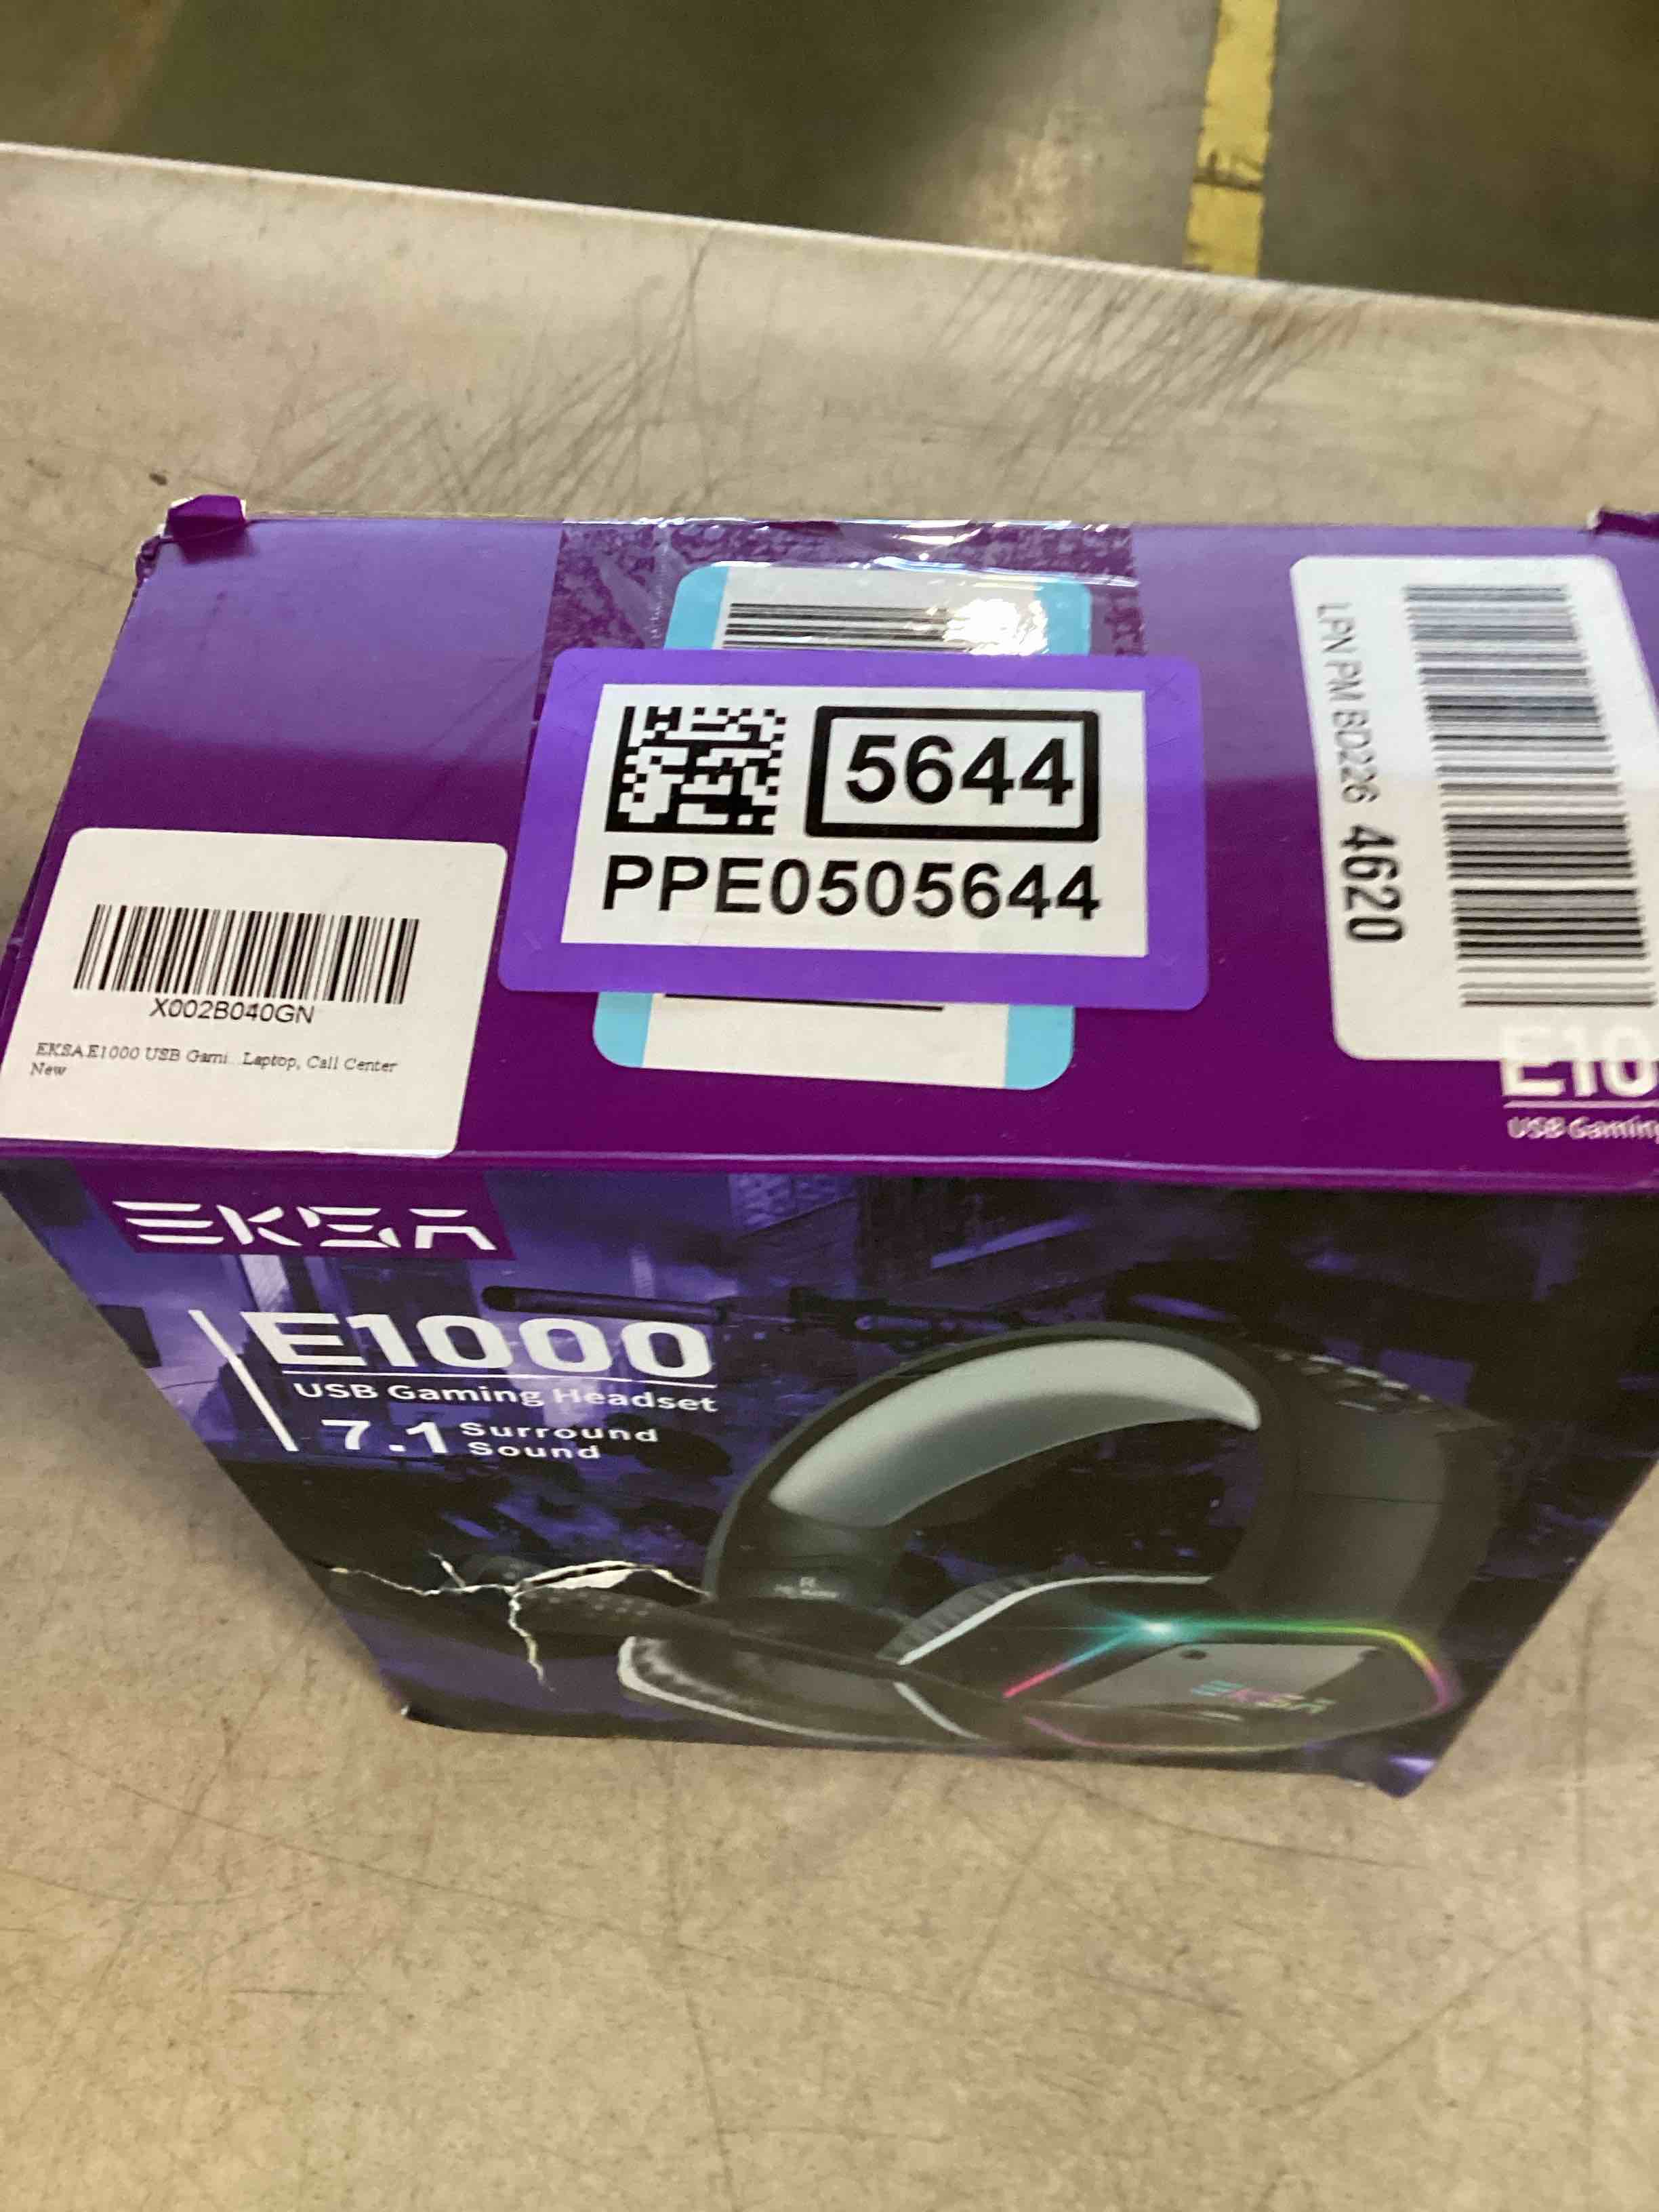 5644
PPE0505644
LPN PM BD226 4620
X002B040GN
EKSA E1000 USB Gami...Laptop, Call Center
New
E10
USB Gaming
EKSA
E1000
USB Gaming Headset
7.1 Surround
Sound
R